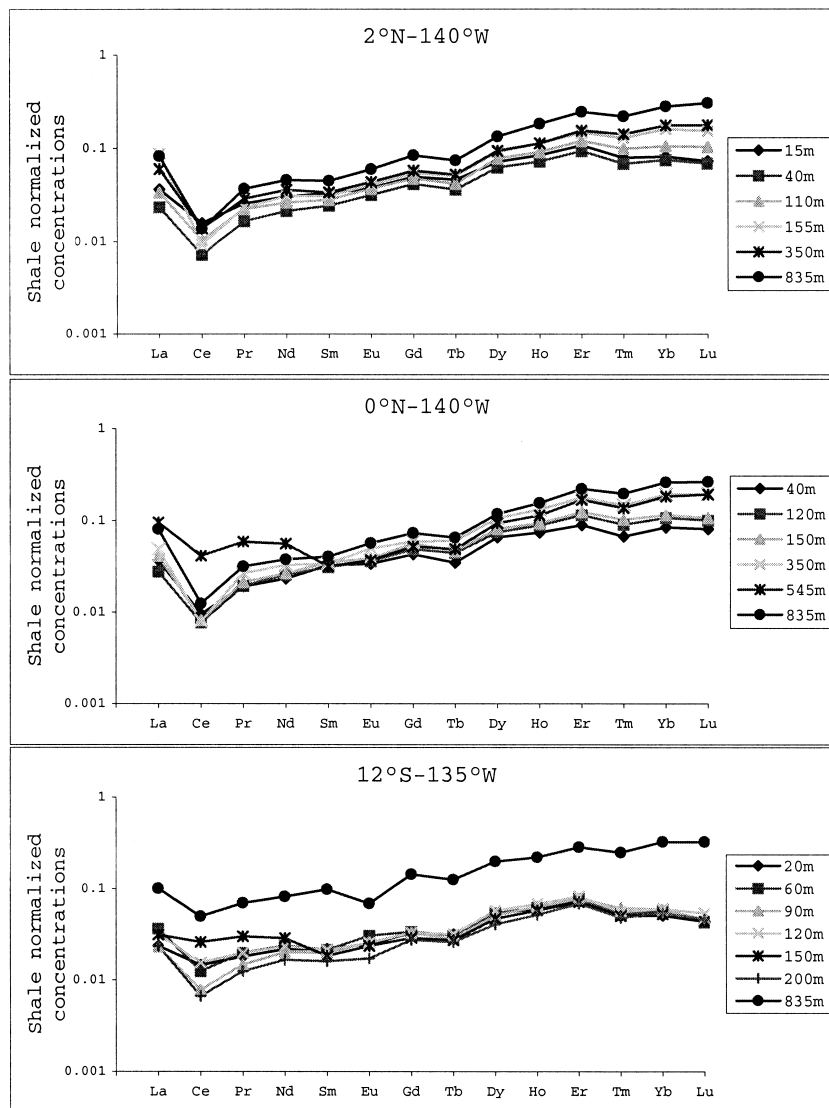 2°N-140°W
Shale normalized
concentrations
1
0.1
0.01
0.001
La Ce Pr Nd Sm Eu Gd Tb Dy Ho Er Tm Yb Lu
15m
40m
110m
155m
350m
835m
0°N-140°W
Shale normalized
concentrations
1
0.1
0.01
0.001
La Ce Pr Nd Sm Eu Gd Tb Dy Ho Er Tm Yb Lu
40m
120m
150m
350m
545m
835m
12°S-135°W
Shale normalized
concentrations
1
0.1
0.01
0.001
La Ce Pr Nd Sm Eu Gd Tb Dy Ho Er Tm Yb Lu
20m
60m
90m
120m
150m
200m
835m